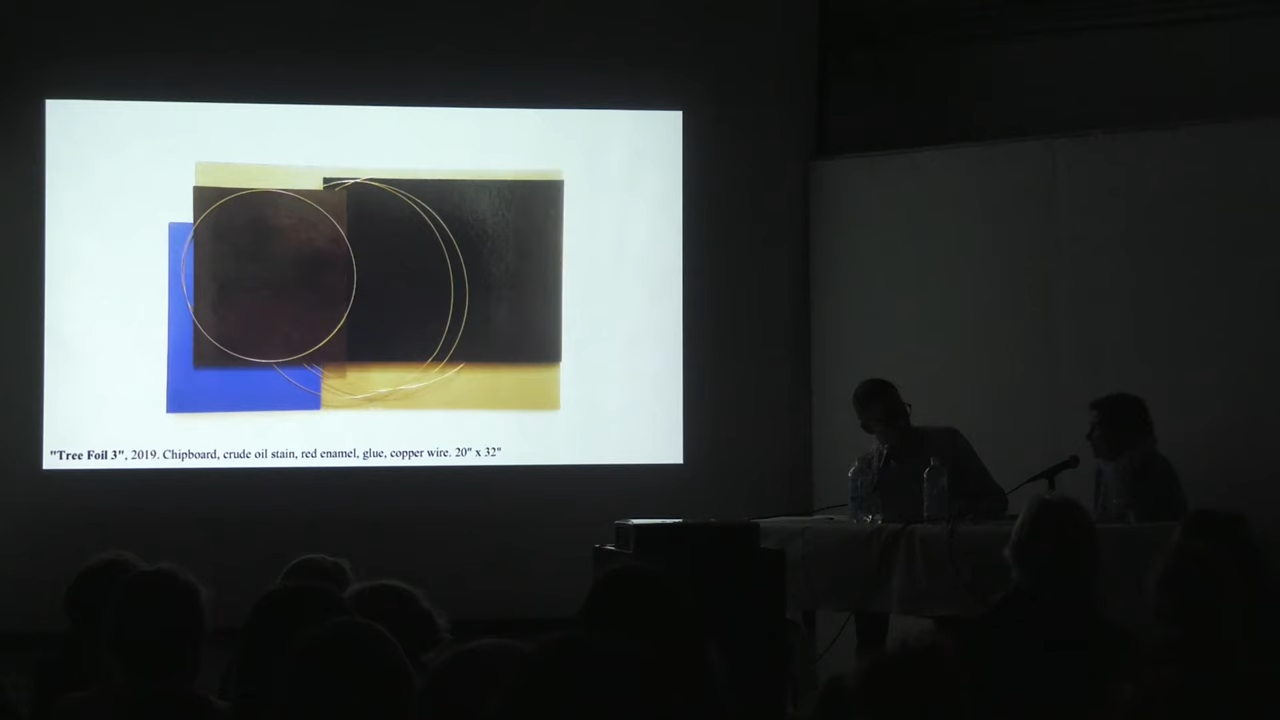 "Tree Foil 3", 2019. Chipboard, crude oil stain, red enamel, glue, copper wire. 20" x 32"